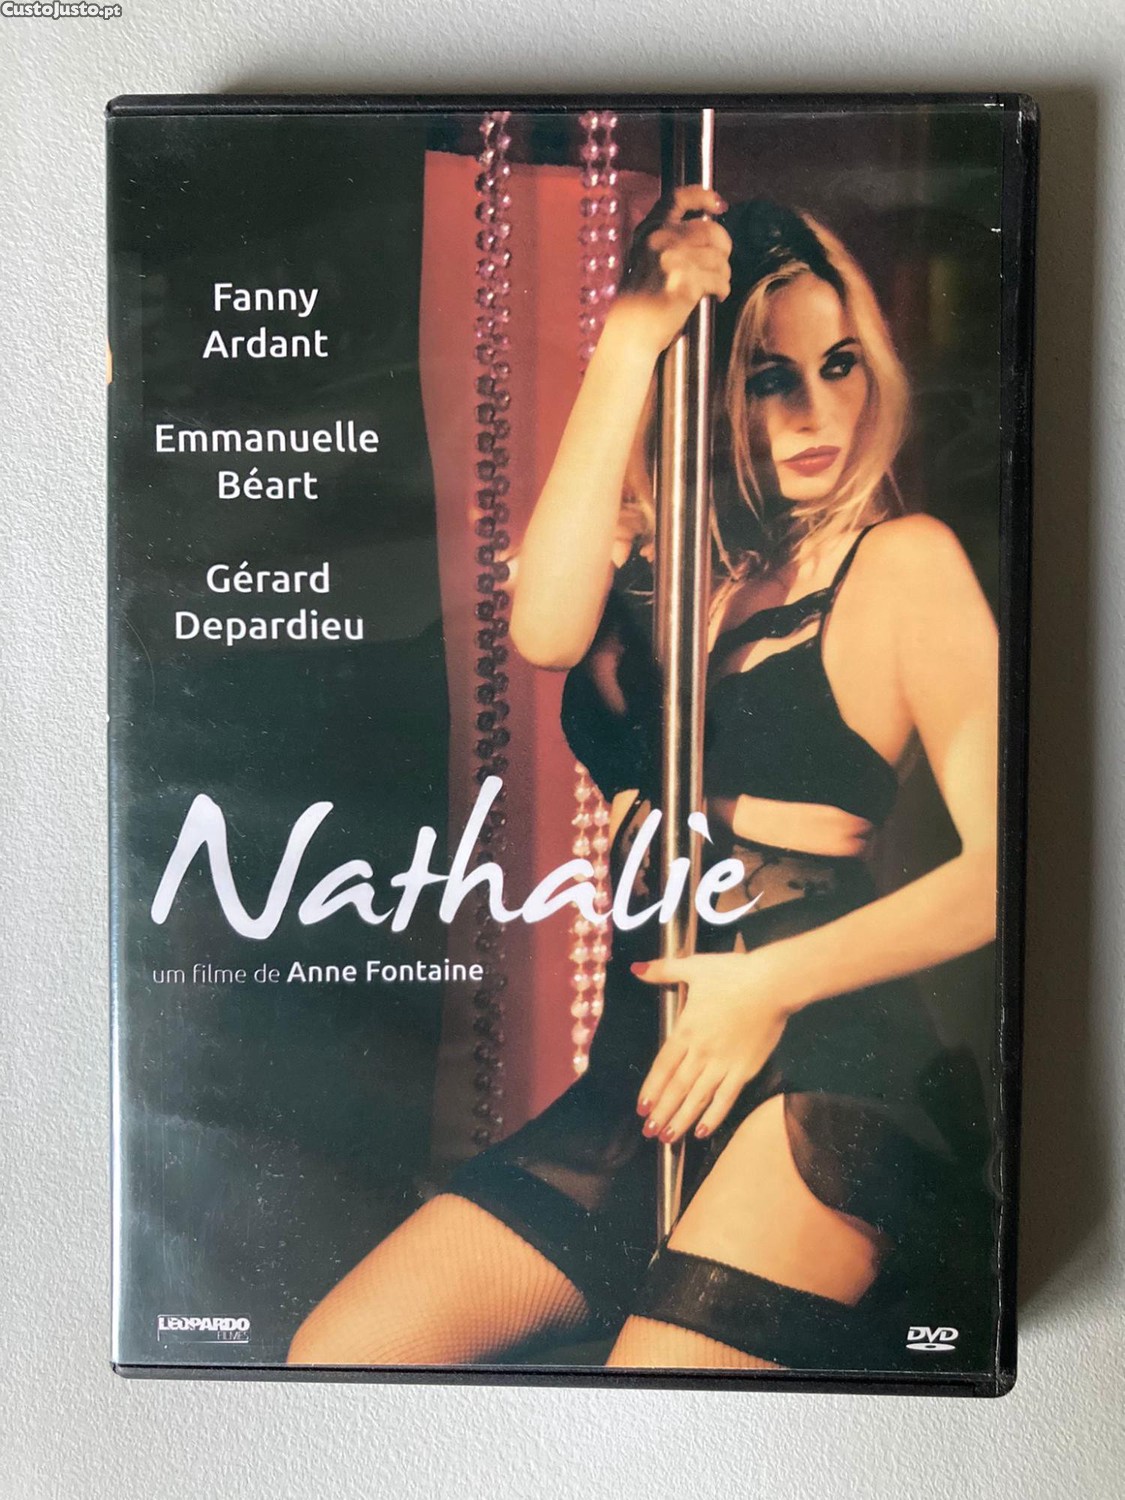 CustoJusto.pt
Fanny
Ardant
Emmanuelle
Béart
Gérard
Depardieu
Nathalie
um filme de Anne Fontaine
LEOPARDO
FILMES
DVD